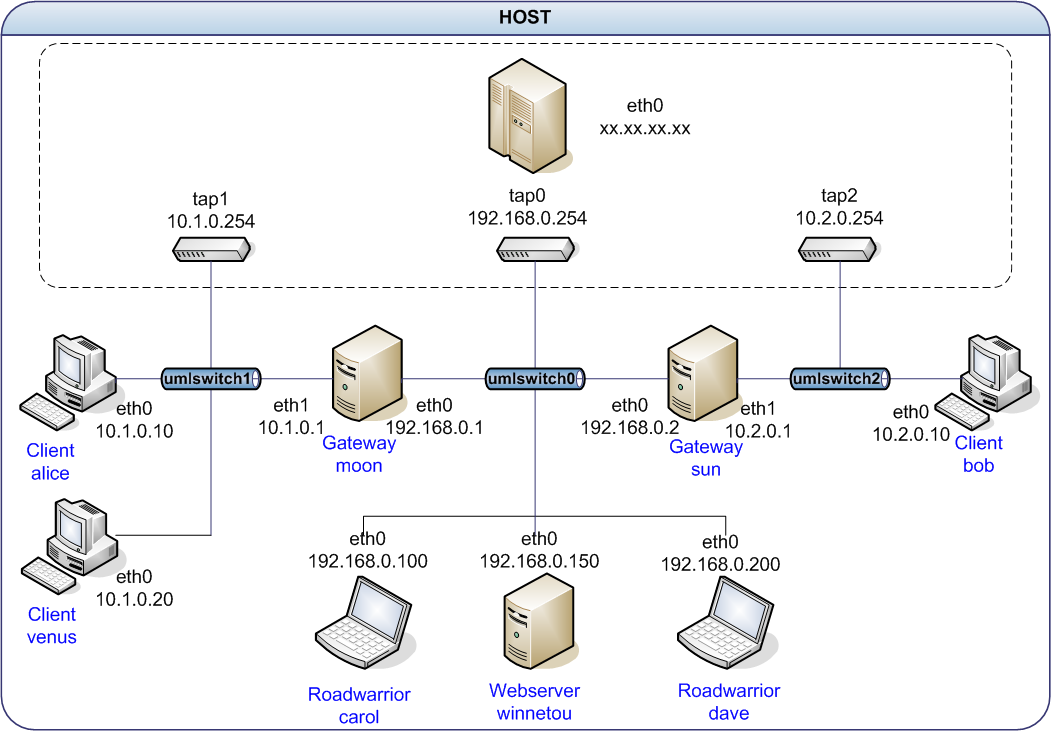 HOST
eth0
xx.xx.xx.xx
tap1
10.1.0.254
tap0
192.168.0.254
tap2
10.2.0.254
umlswitch1
umlswitch0
umlswitch2
eth0
10.1.0.10
Client
alice
eth1
10.1.0.1
eth0
192.168.0.1
Gateway
moon
eth0
192.168.0.2
eth1
10.2.0.1
Gateway
sun
eth0
10.2.0.10
Client
bob
eth0
10.1.0.20
Client
venus
eth0
192.168.0.100
Roadwarrior
carol
eth0
192.168.0.150
Webserver
winnetou
eth0
192.168.0.200
Roadwarrior
dave